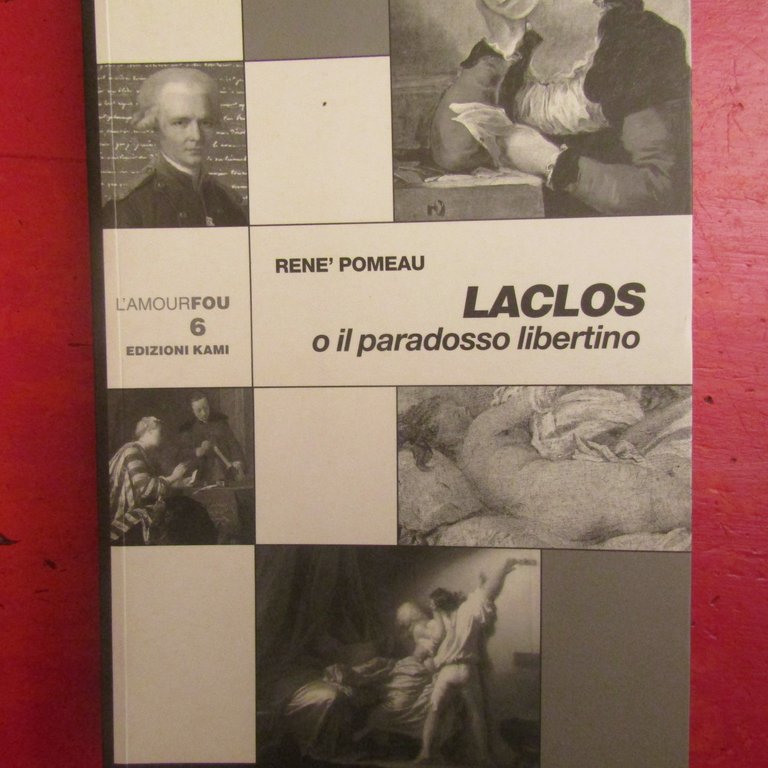 RENE' POMEAU
LACLOS
o il paradosso libertino
L'AMOURFOU
6
EDIZIONI KAMI